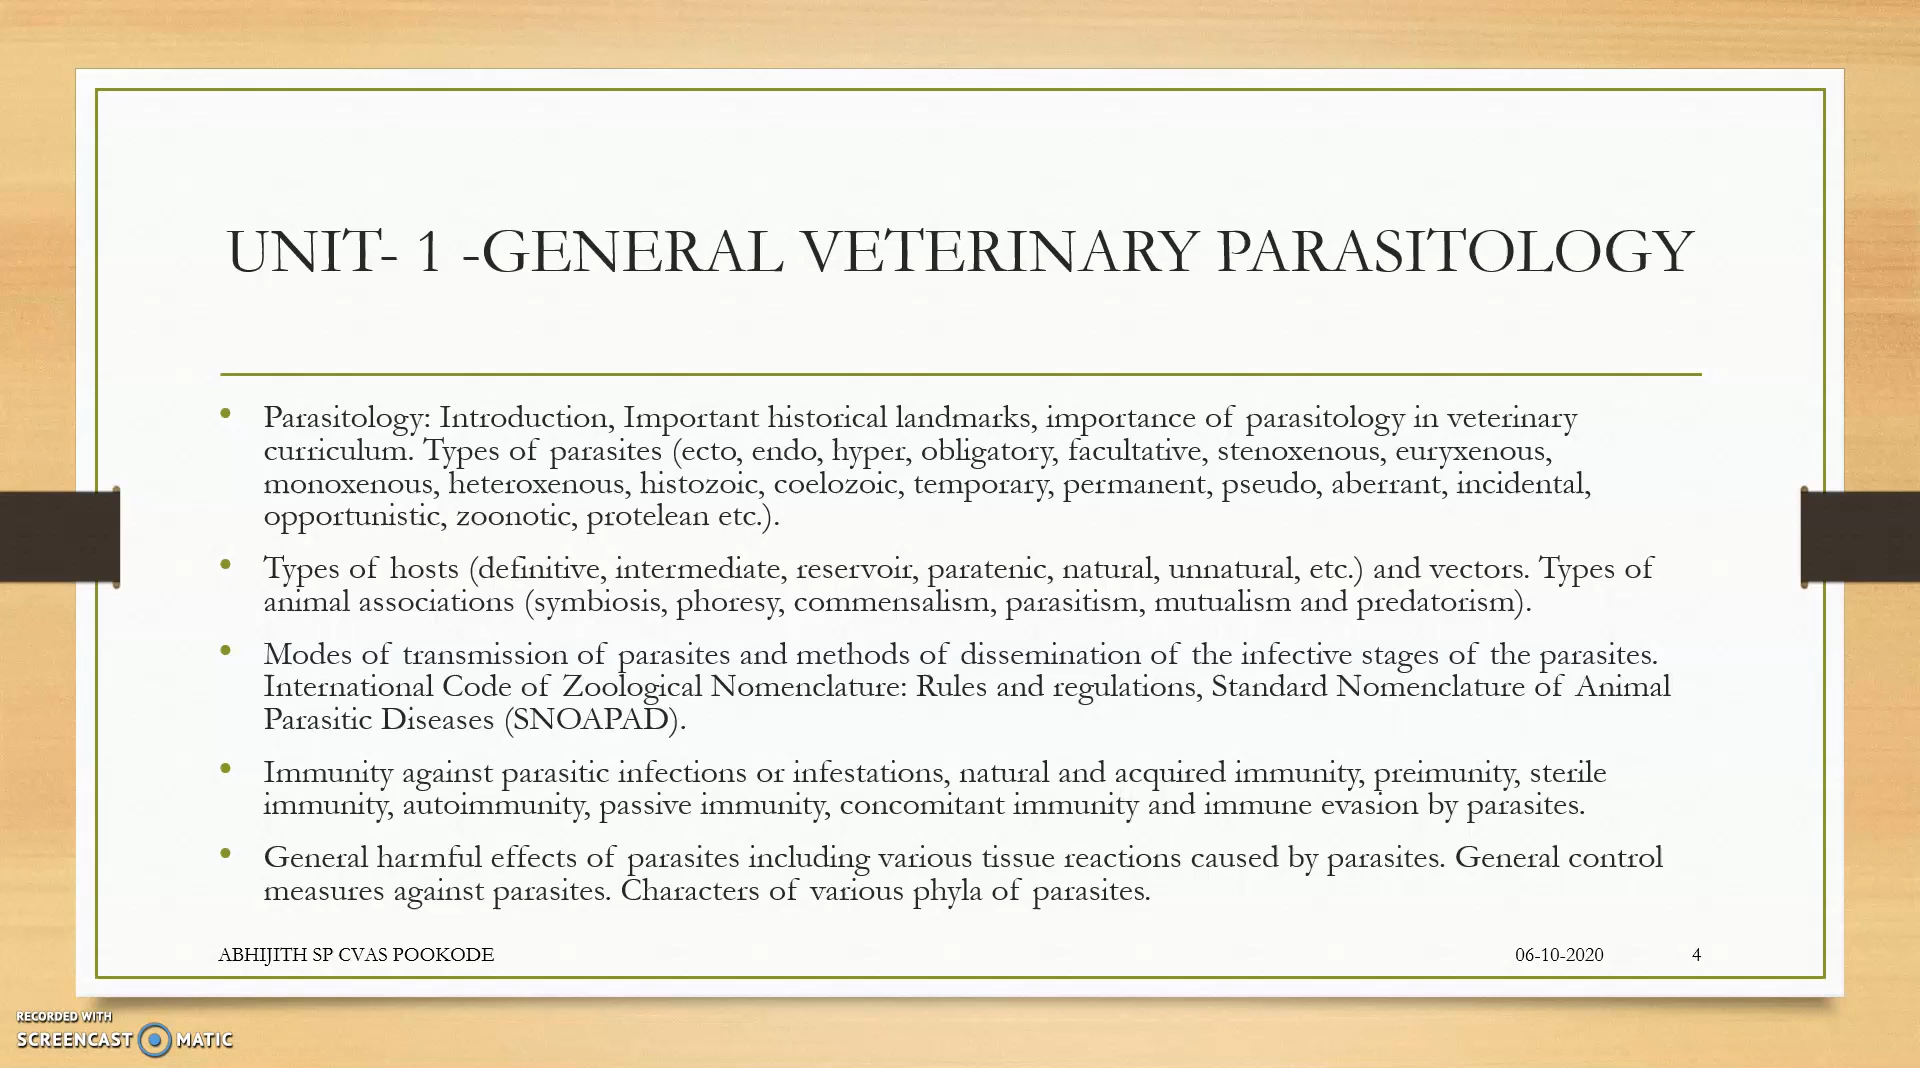 UNIT- 1 -GENERAL VETERINARY PARASITOLOGY
• Parasitology: Introduction, Important historical landmarks, importance of parasitology in veterinary
curriculum. Types of parasites (ecto, endo, hyper, obligatory, facultative, stenoxenous, euryxenous,
monoxenous, heteroxenous, histozoic, coelozoic, temporary, permanent, pseudo, aberrant, incidental,
opportunistic, zoonotic, protelean etc.).
• Types of hosts (definitive, intermediate, reservoir, paratenic, natural, unnatural, etc.) and vectors. Types of
animal associations (symbiosis, phoresy, commensalism, parasitism, mutualism and predatorism).
• Modes of transmission of parasites and methods of dissemination of the infective stages of the parasites.
International Code of Zoological Nomenclature: Rules and regulations, Standard Nomenclature of Animal
Parasitic Diseases (SNOAPAD).
• Immunity against parasitic infections or infestations, natural and acquired immunity, preimunity, sterile
immunity, autoimmunity, passive immunity, concomitant immunity and immune evasion by parasites.
• General harmful effects of parasites including various tissue reactions caused by parasites. General control
measures against parasites. Characters of various phyla of parasites.
ABHIJITH SP CVAS POOKODE 06-10-2020 4
RECORDED WITH
SCREENCAST MATIC